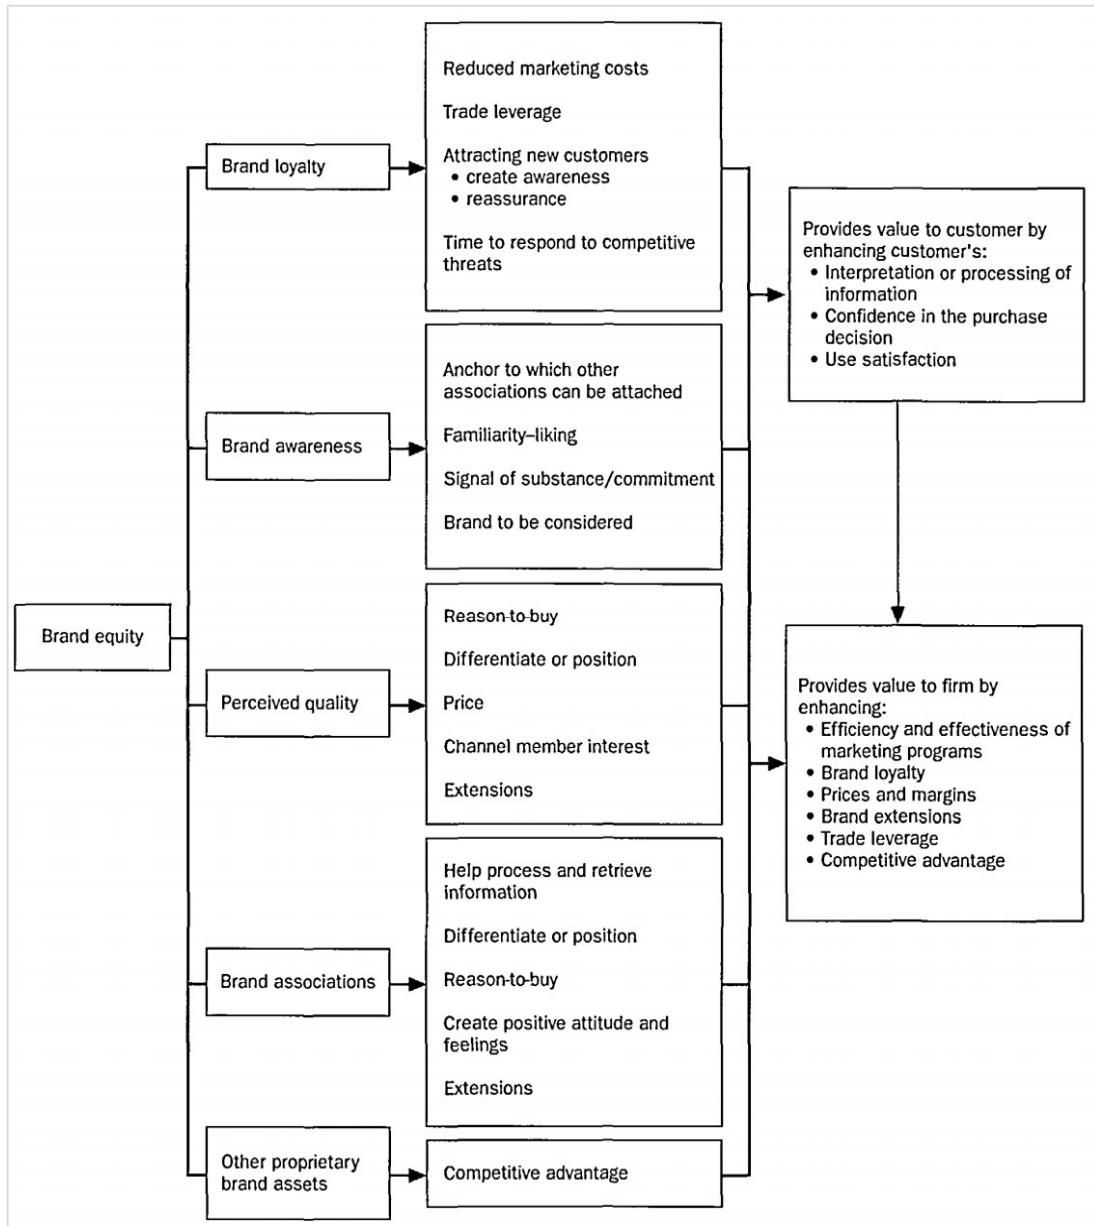 Brand equity
Brand loyalty
Reduced marketing costs
Trade leverage
Attracting new customers
• create awareness
• reassurance
Time to respond to competitive
threats
Brand awareness
Anchor to which other
associations can be attached
Familiarity–liking
Signal of substance/commitment
Brand to be considered
Perceived quality
Reason-to-buy
Differentiate or position
Price
Channel member interest
Extensions
Brand associations
Help process and retrieve
information
Differentiate or position
Reason-to-buy
Create positive attitude and
feelings
Extensions
Other proprietary
brand assets
Competitive advantage
Provides value to customer by
enhancing customer's:
• Interpretation or processing of
information
• Confidence in the purchase
decision
• Use satisfaction
Provides value to firm by
enhancing:
• Efficiency and effectiveness of
marketing programs
• Brand loyalty
• Prices and margins
• Brand extensions
• Trade leverage
• Competitive advantage